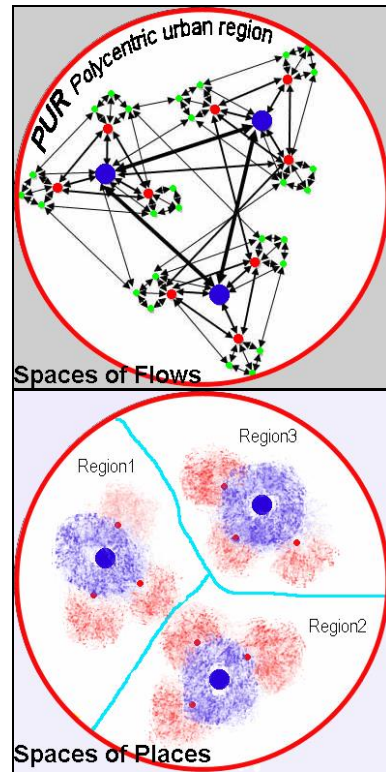 PUR Polycentric urban region
Spaces of Flows
Region1
Region3
Region2
Spaces of Places